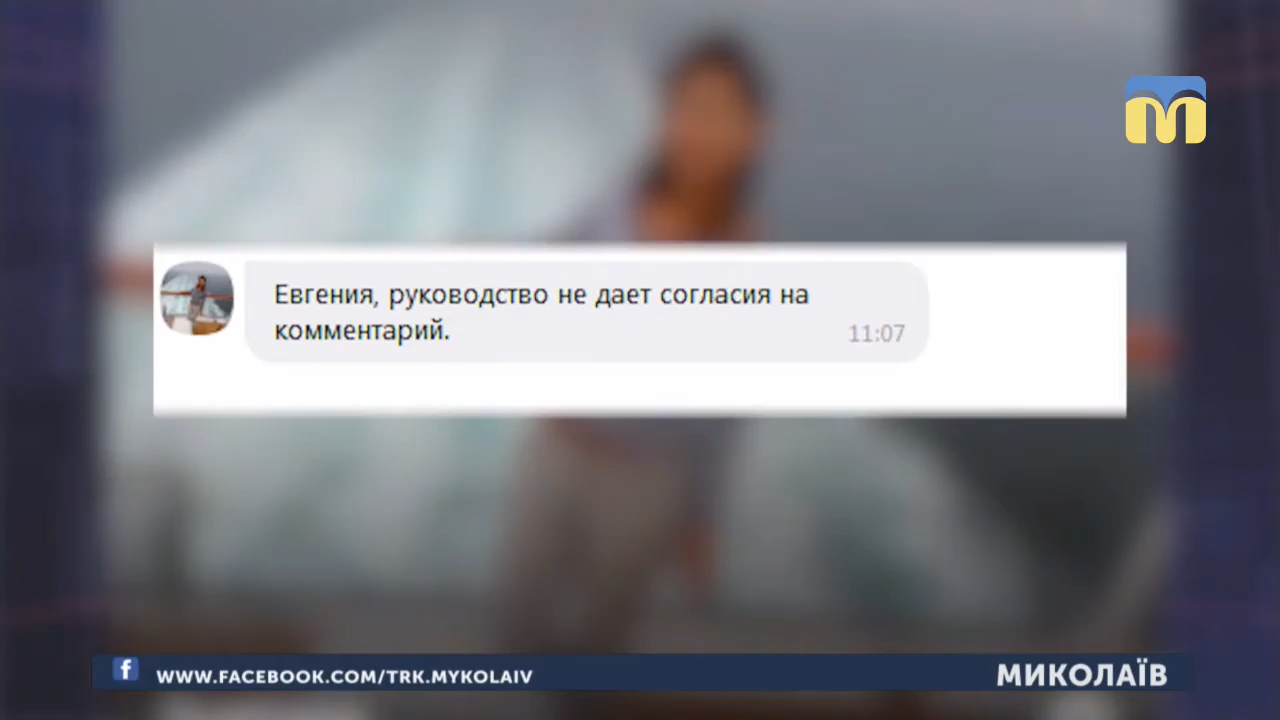 Евгения, руководство не дает согласия на
комментарий.
11:07
WWW.FACEBOOK.COM/TRK.MYKOLAIV
МИКОЛАЇВ